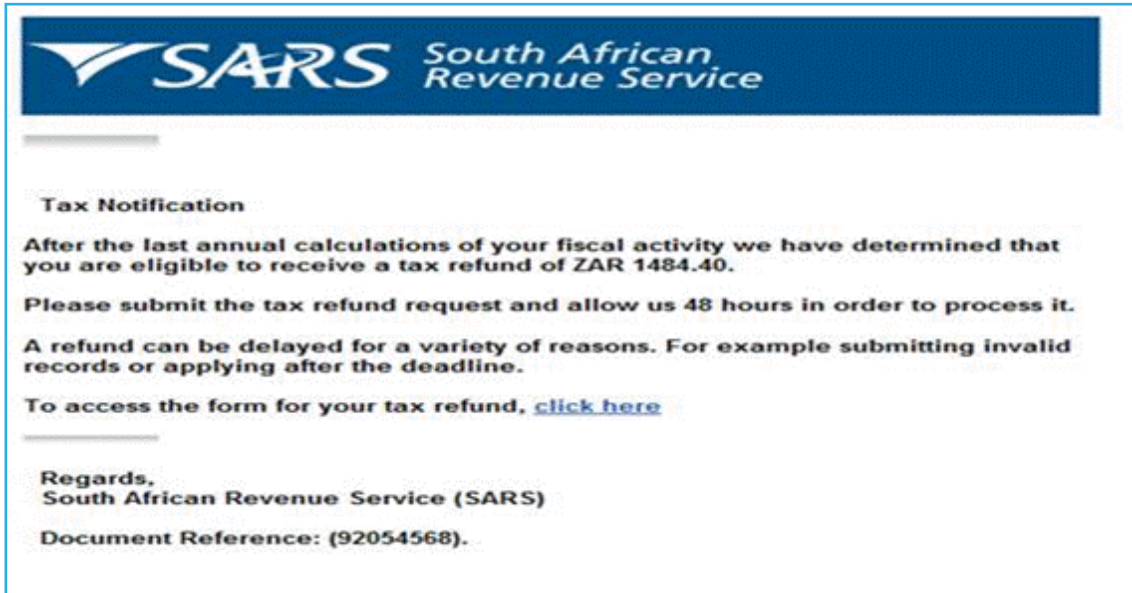 SARS South African
Revenue Service
Tax Notification
After the last annual calculations of your fiscal activity we have determined that
you are eligible to receive a tax refund of ZAR 1484.40.
Please submit the tax refund request and allow us 48 hours in order to process it.
A refund can be delayed for a variety of reasons. For example submitting invalid
records or applying after the deadline.
To access the form for your tax refund, click here
Regards,
South African Revenue Service (SARS)
Document Reference: (92054568).